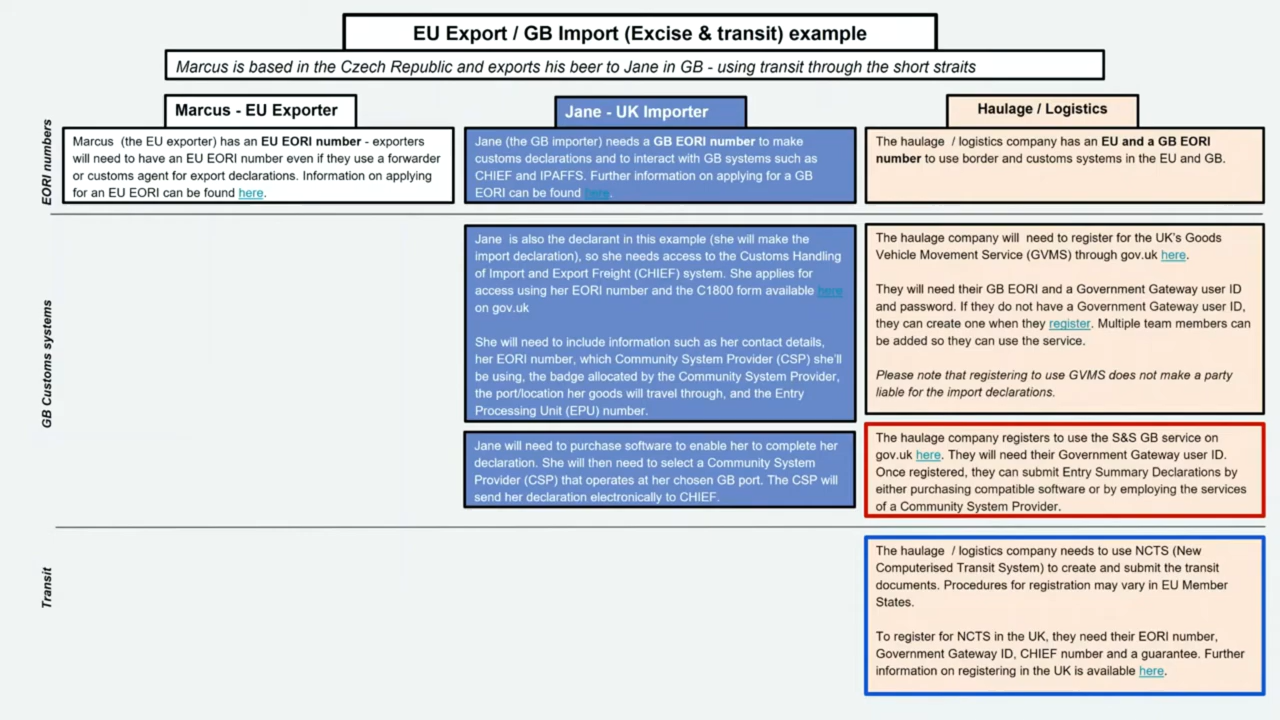 EU Export / GB Import (Excise & transit) example
Marcus is based in the Czech Republic and exports his beer to Jane in GB - using transit through the short straits
Marcus - EU Exporter
Jane - UK Importer
Haulage / Logistics
EORI numbers
Marcus (the EU exporter) has an EU EORI number - exporters
will need to have an EU EORI number even if they use a forwarder
or customs agent for export declarations. Information on applying
for an EU EORI can be found here.
Jane (the GB importer) needs a GB EORI number to make
customs declarations and to interact with GB systems such as
CHIEF and IPAFFS. Further information on applying for a GB
EORI can be found here.
The haulage / logistics company has an EU and a GB EORI
number to use border and customs systems in the EU and GB.
GB Customs systems
Jane is also the declarant in this example (she will make the
import declaration), so she needs access to the Customs Handling
of Import and Export Freight (CHIEF) system. She applies for
access using her EORI number and the C1800 form available here
on gov.uk
She will need to include information such as her contact details,
her EORI number, which Community System Provider (CSP) she'll
be using, the badge allocated by the Community System Provider,
the port/location her goods will travel through, and the Entry
Processing Unit (EPU) number.
Jane will need to purchase software to enable her to complete her
declaration. She will then need to select a Community System
Provider (CSP) that operates at her chosen GB port. The CSP will
send her declaration electronically to CHIEF.
The haulage company will need to register for the UK's Goods
Vehicle Movement Service (GVMS) through gov.uk here.
They will need their GB EORI and a Government Gateway user ID
and password. If they do not have a Government Gateway user ID,
they can create one when they register. Multiple team members can
be added so they can use the service.
Please note that registering to use GVMS does not make a party
liable for the import declarations.
The haulage company registers to use the S&S GB service on
gov.uk here. They will need their Government Gateway user ID.
Once registered, they can submit Entry Summary Declarations by
either purchasing compatible software or by employing the services
of a Community System Provider.
Transit
The haulage / logistics company needs to use NCTS (New
Computerised Transit System) to create and submit the transit
documents. Procedures for registration may vary in EU Member
States.
To register for NCTS in the UK, they need their EORI number,
Government Gateway ID, CHIEF number and a guarantee. Further
information on registering in the UK is available here.